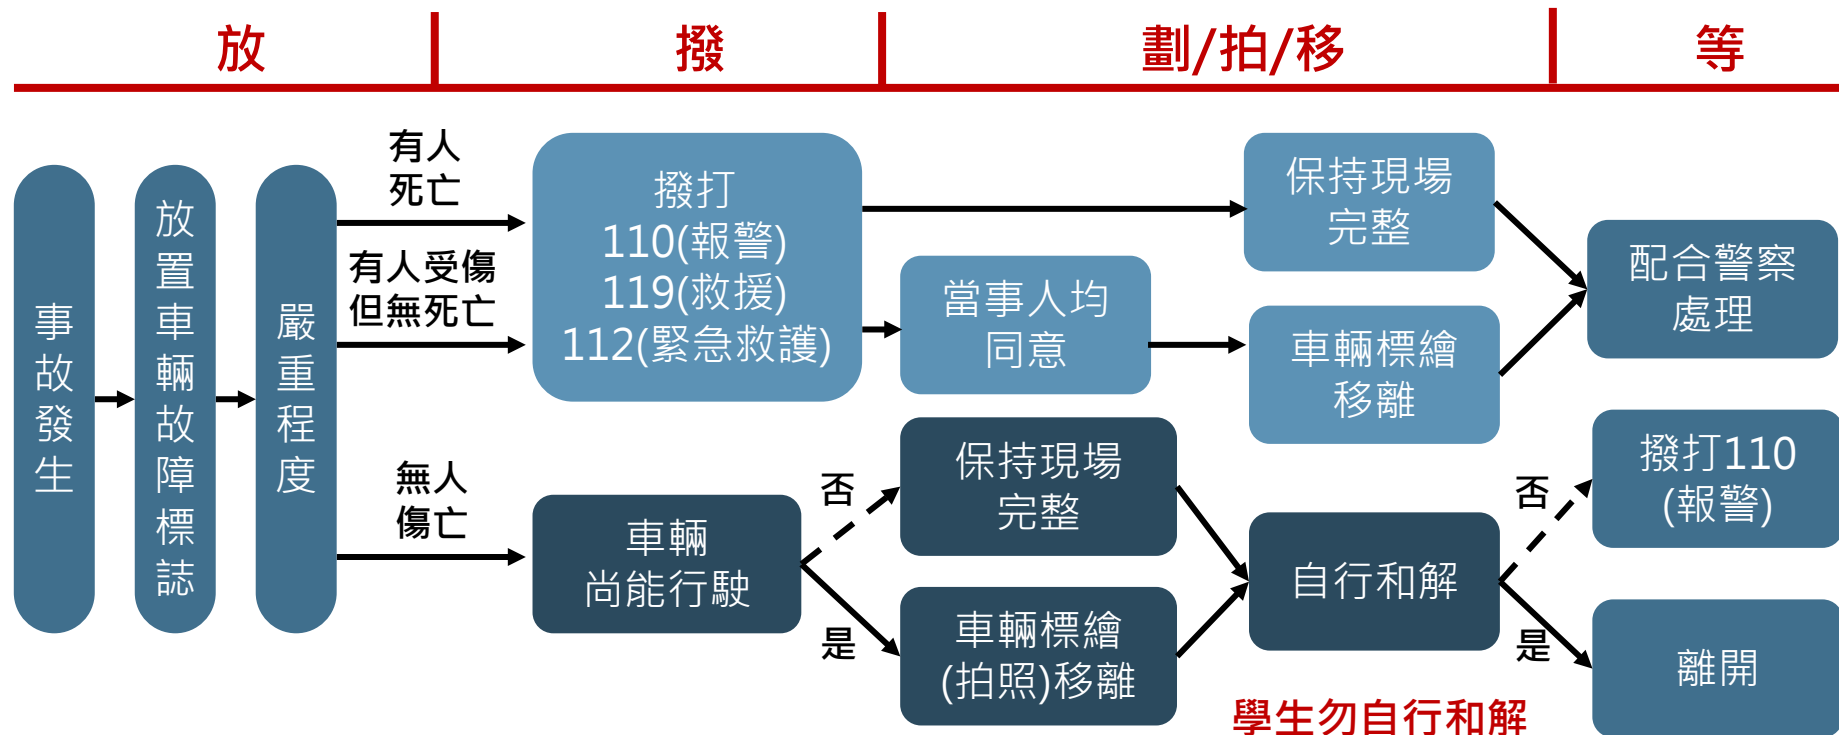 放
撥
劃/拍/移
等
事故發生
放置車輛故障標誌
嚴重程度
有人
死亡
有人受傷
但無死亡
無人
傷亡
撥打
110(報警)
119(救援)
112(緊急救護)
保持現場
完整
當事人均
同意
車輛標繪
移離
配合警察
處理
車輛
尚能行駛
否
是
保持現場
完整
車輛標繪
(拍照)移離
自行和解
學生勿自行和解
否
是
撥打110
(報警)
離開